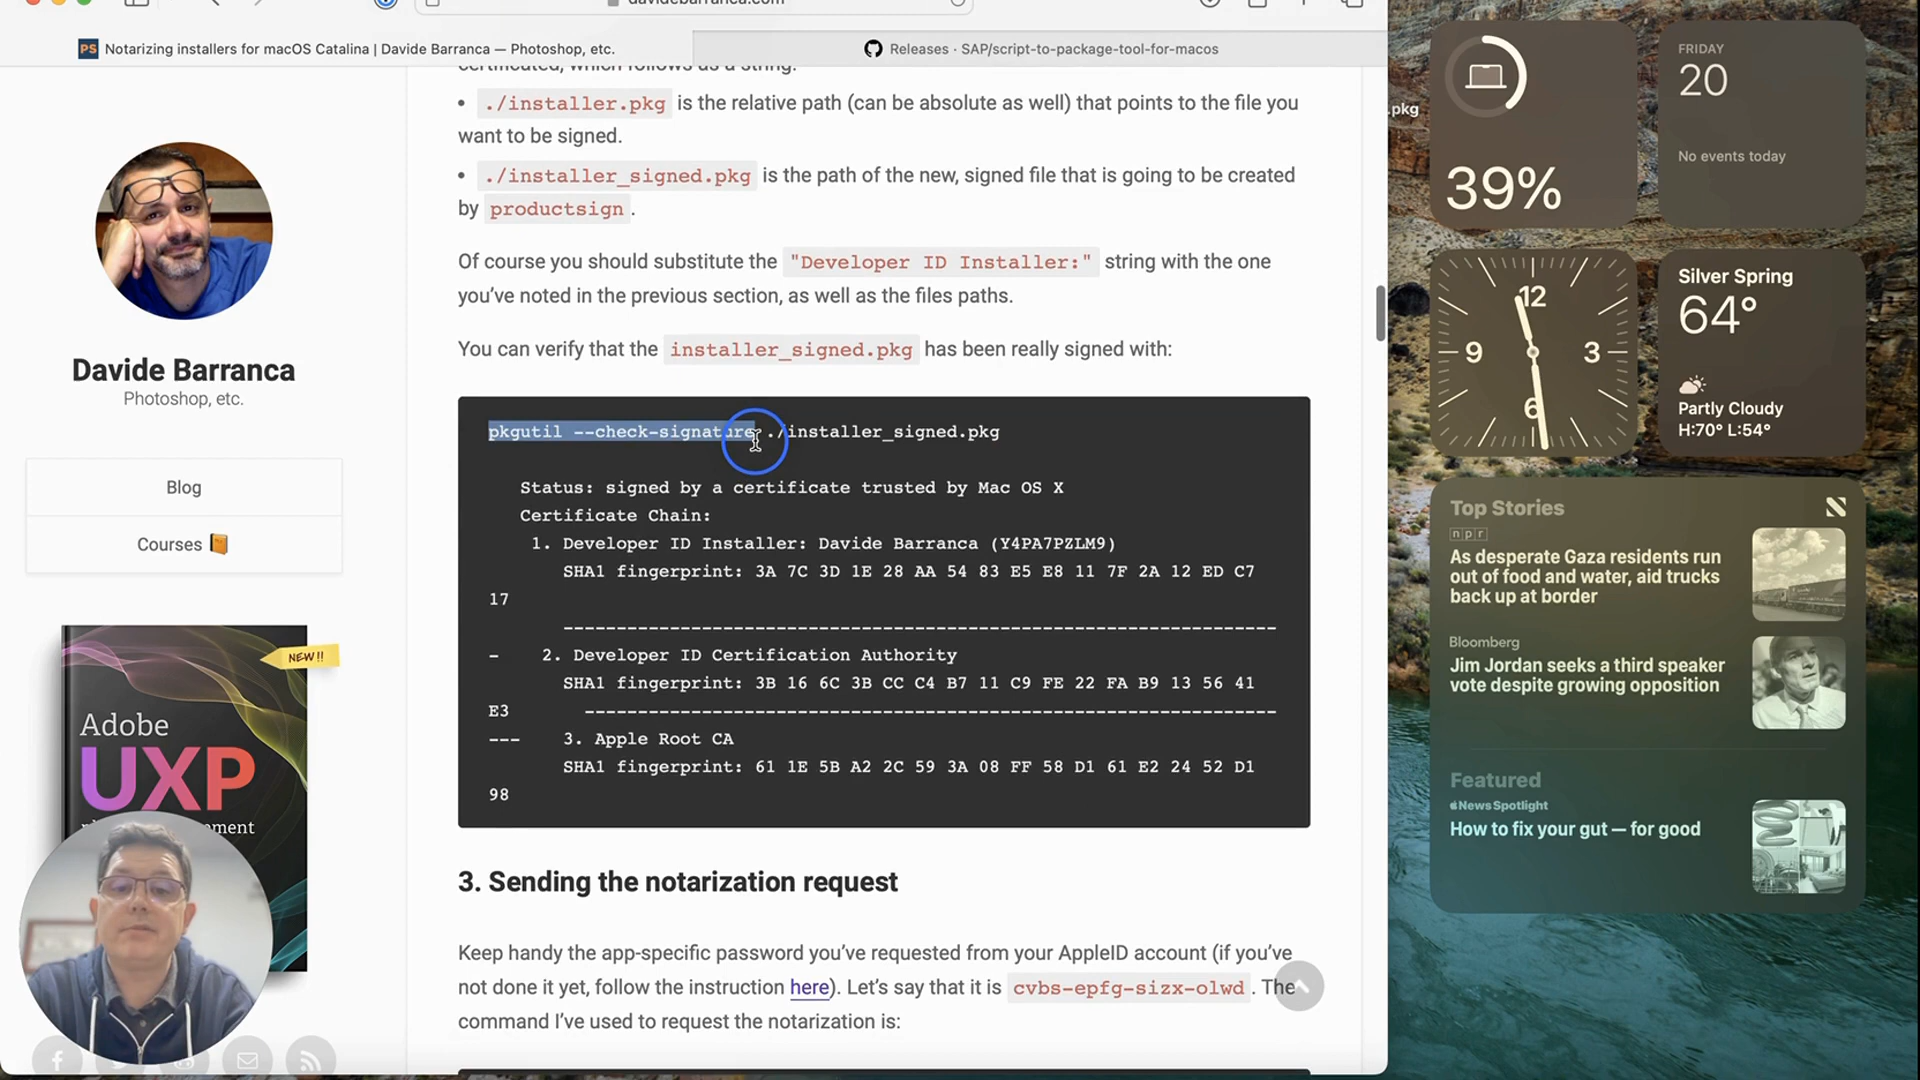 davidebarranca.com
PS Notarizing installers for macOS Catalina | Davide Barranca — Photoshop, etc.
Releases · SAP/script-to-package-tool-for-macos
certificated, which follows as a string.
• ./installer.pkg is the relative path (can be absolute as well) that points to the file you
want to be signed.
• ./installer_signed.pkg is the path of the new, signed file that is going to be created
by productsign .
Of course you should substitute the "Developer ID Installer:" string with the one
you've noted in the previous section, as well as the files paths.
You can verify that the installer_signed.pkg has been really signed with:
pkgutil --check-signature ./installer_signed.pkg
Status: signed by a certificate trusted by Mac OS X
Certificate Chain:
1. Developer ID Installer: Davide Barranca (Y4PA7PZLM9)
SHA1 fingerprint: 3A 7C 3D 1E 28 AA 54 83 E5 E8 11 7F 2A 12 ED C7
17
-------------------------------------------------------------------
- 2. Developer ID Certification Authority
SHA1 fingerprint: 3B 16 6C 3B CC C4 B7 11 C9 FE 22 FA B9 13 56 41
E3 -----------------------------------------------------------------
--- 3. Apple Root CA
SHA1 fingerprint: 61 1E 5B A2 2C 59 3A 08 FF 58 D1 61 E2 24 52 D1
98
3. Sending the notarization request
Keep handy the app-specific password you've requested from your AppleID account (if you've
not done it yet, follow the instruction here). Let's say that it is cvbs-epfg-sizx-olwd . The
command I've used to request the notarization is:
Davide Barranca
Photoshop, etc.
Blog
Courses
NEW!!
Adobe
UXP
.pkg
39%
FRIDAY
20
No events today
12
9
3
6
Silver Spring
64°
Partly Cloudy
H:70° L:54°
Top Stories
npr
As desperate Gaza residents run
out of food and water, aid trucks
back up at border
Bloomberg
Jim Jordan seeks a third speaker
vote despite growing opposition
Featured
News Spotlight
How to fix your gut — for good